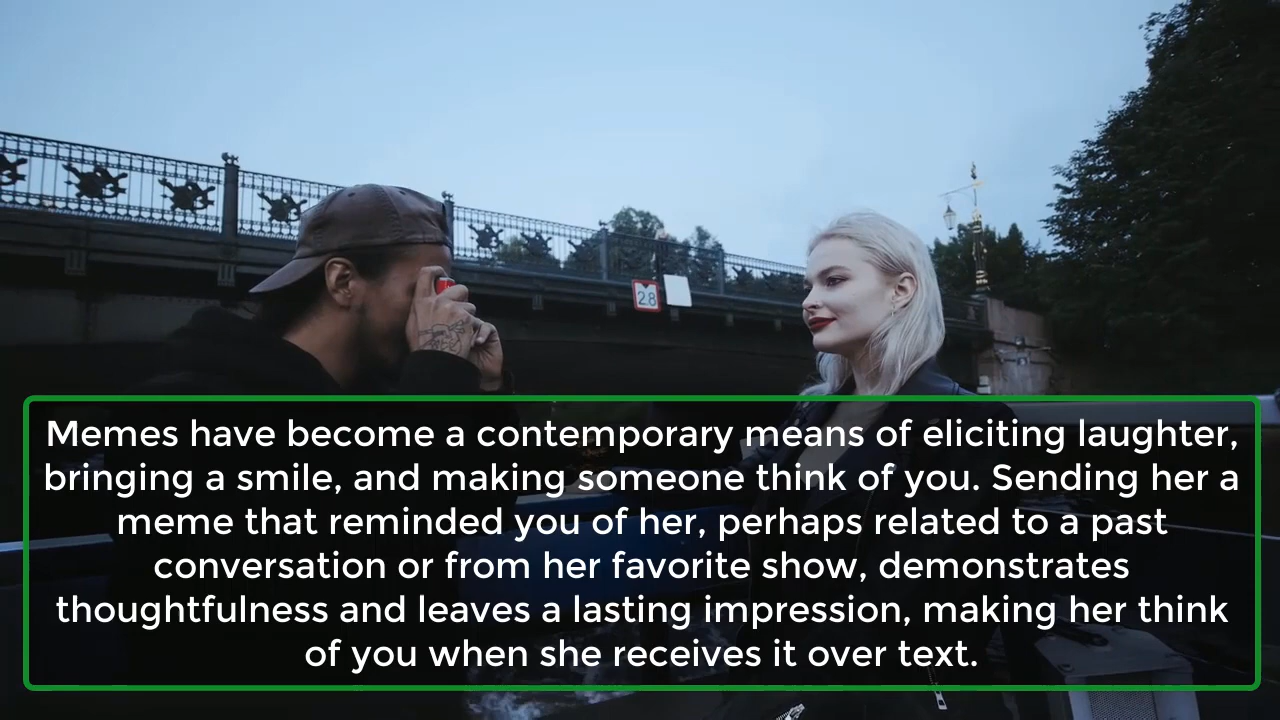 2.8
Memes have become a contemporary means of eliciting laughter,
bringing a smile, and making someone think of you. Sending her a
meme that reminded you of her, perhaps related to a past
conversation or from her favorite show, demonstrates
thoughtfulness and leaves a lasting impression, making her think
of you when she receives it over text.